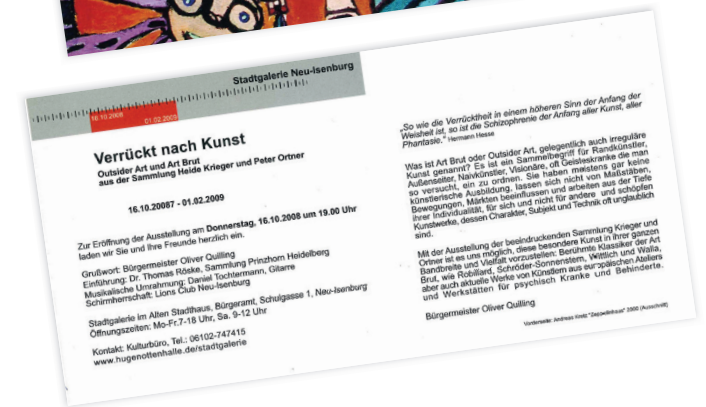 Stadtgalerie Neu-Isenburg
16.10.2008
01.02.2009
Verrückt nach Kunst
Outsider Art und Art Brut
aus der Sammlung Heide Krieger und Peter Ortner
16.10.20087 - 01.02.2009
Zur Eröffnung der Ausstellung am Donnerstag, 16.10.2008 um 19.00 Uhr
laden wir Sie und Ihre Freunde herzlich ein.
Grußwort: Bürgermeister Oliver Quilling
Einführung: Dr. Thomas Röske, Sammlung Prinzhorn Heidelberg
Musikalische Umrahmung: Daniel Tochtermann, Gitarre
Schirmherrschaft: Lions Club Neu-Isenburg
Stadtgalerie im Alten Stadthaus, Bürgeramt, Schulgasse 1, Neu-Isenburg
Öffnungszeiten: Mo-Fr.7-18 Uhr, Sa. 9-12 Uhr
Kontakt: Kulturbüro, Tel.: 06102-747415
www.hugenottenhalle.de/stadtgalerie
„So wie die Verrücktheit in einem höheren Sinn der Anfang der
Weisheit ist, so ist die Schizophrenie der Anfang aller Kunst, aller
Phantasie." Hermann Hesse
Was ist Art Brut oder Outsider Art, gelegentlich auch irreguläre
Kunst genannt? Es ist ein Sammelbegriff für Randkünstler,
Außenseiter, Naivkünstler, Visionäre, oft Geisteskranke die man
so versucht, ein zu ordnen. Sie haben meistens gar keine
künstlerische Ausbildung, lassen sich nicht von Maßstäben,
Bewegungen, Märkten beeinflussen und arbeiten aus der Tiefe
ihrer Individualität, für sich und nicht für andere und schöpfen
Kunstwerke, dessen Charakter, Subjekt und Technik oft unglaublich
sind.
Mit der Ausstellung der beeindruckenden Sammlung Krieger und
Ortner ist es uns möglich, diese besondere Kunst in ihrer ganzen
Bandbreite und Vielfalt vorzustellen: Berühmte Klassiker der Art
Brut, wie Robillard, Schröder-Sonnenstern, Wittlich und Walla,
aber auch aktuelle Werke von Künstlern aus europäischen Ateliers
und Werkstätten für psychisch Kranke und Behinderte.
Bürgermeister Oliver Quilling
Vorderseite: Andreas Kretz "Zeppelinhaus" 2006 (Ausschnitt)